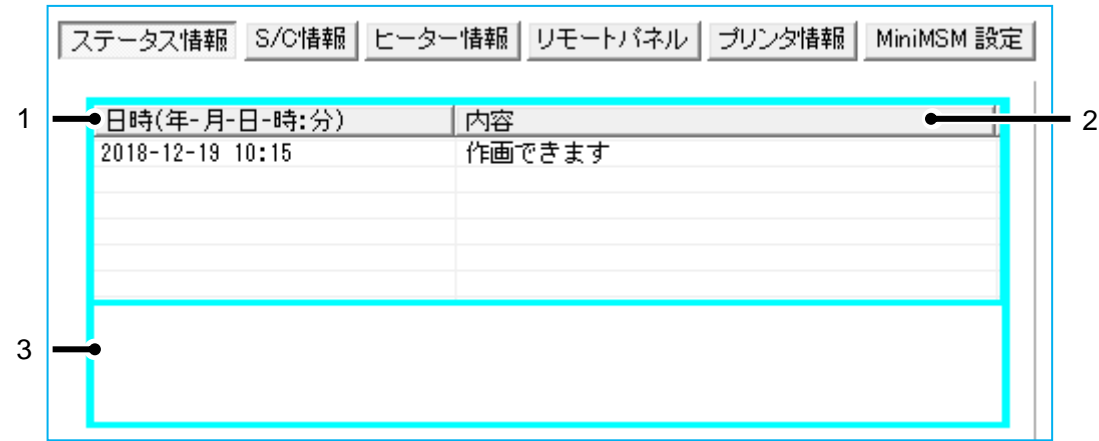 ステータス情報 S/C情報 ヒーター情報 リモートパネル プリンタ情報 MiniMSM 設定
1 日時(年-月-日-時:分) 内容 2
2018-12-19 10:15 作画できます
3